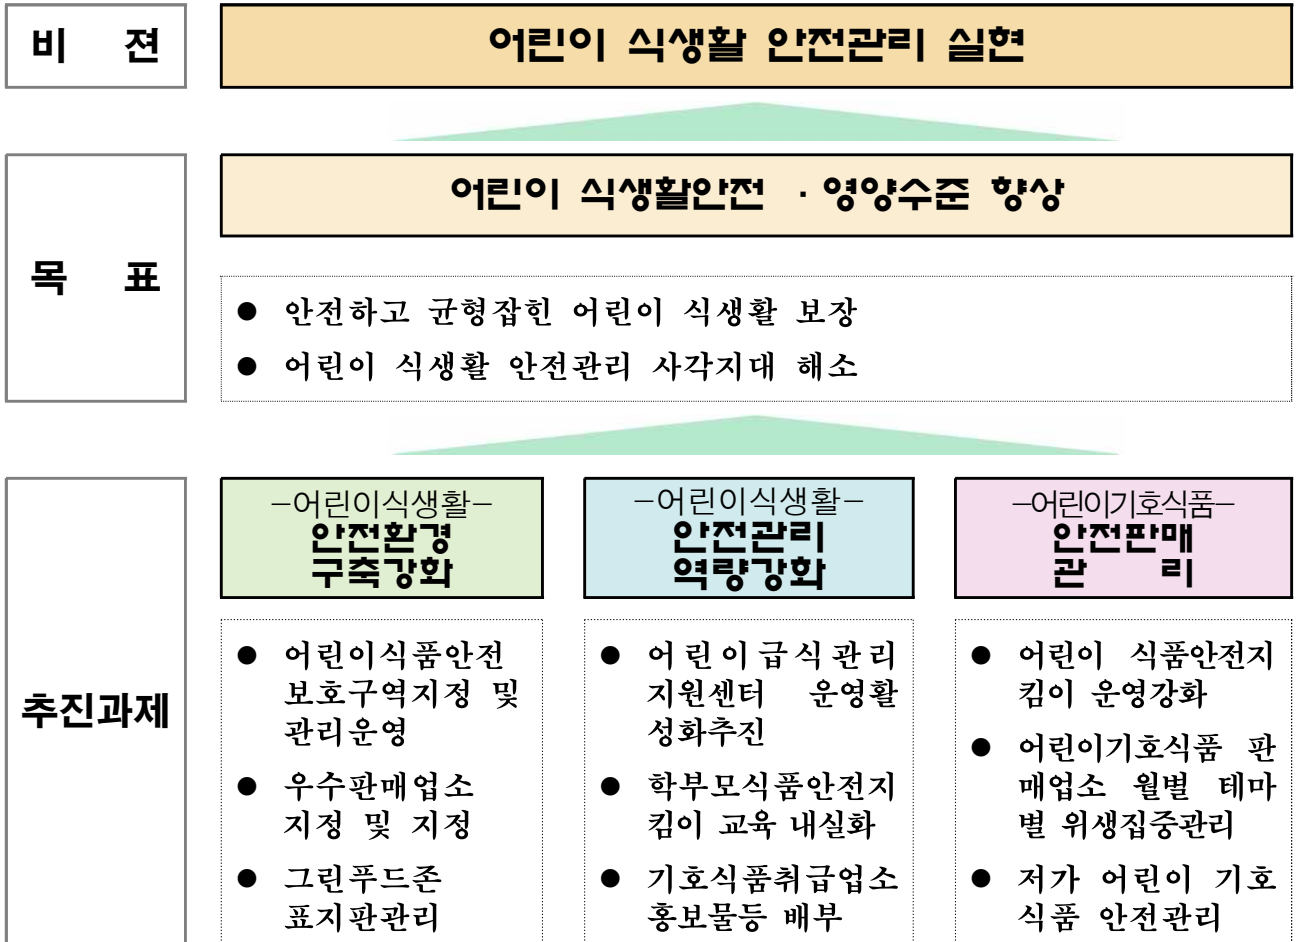 비 전
어린이 식생활 안전관리 실현
목 표
어린이 식생활안전 · 영양수준 향상
● 안전하고 균형잡힌 어린이 식생활 보장
● 어린이 식생활 안전관리 사각지대 해소
추진과제
-어린이식생활-
안전환경
구축강화
● 어린이식품안전
보호구역지정 및
관리운영
● 우수판매업소
지정 및 지정
● 그린푸드존
표지판관리
-어린이식생활-
안전관리
역량강화
● 어린이급식관리
지원센터 운영활
성화추진
● 학부모식품안전지
킴이 교육 내실화
● 기호식품취급업소
홍보물등 배부
-어린이기호식품-
안전판매
관 리
● 어린이 식품안전지
킴이 운영강화
● 어린이기호식품 판
매업소 월별 테마
별 위생집중관리
● 저가 어린이 기호
식품 안전관리